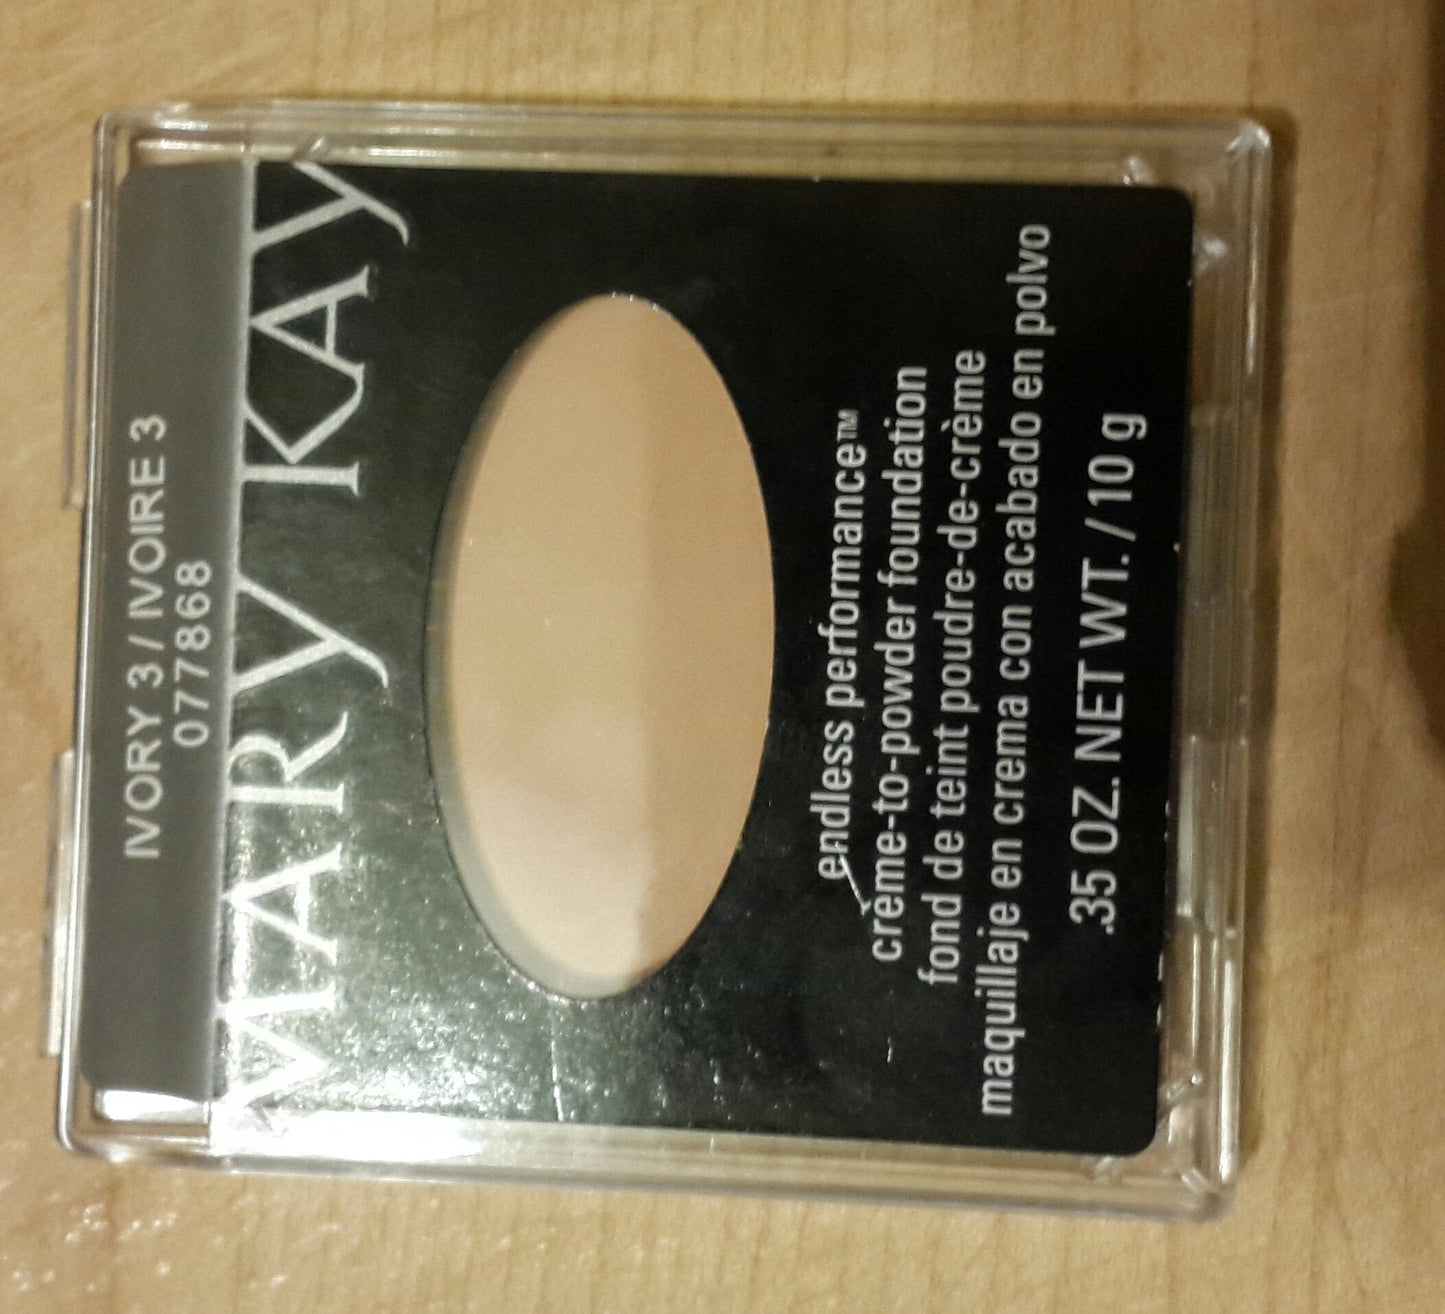 IVORY 3 / IVOIRE 3
077868
MARY KAY
endless performance™
crème-to-powder foundation
fond de teint poudre-de-crème
maquillaje en crema con acabado en polvo
.35 OZ. NET WT. / 10 g